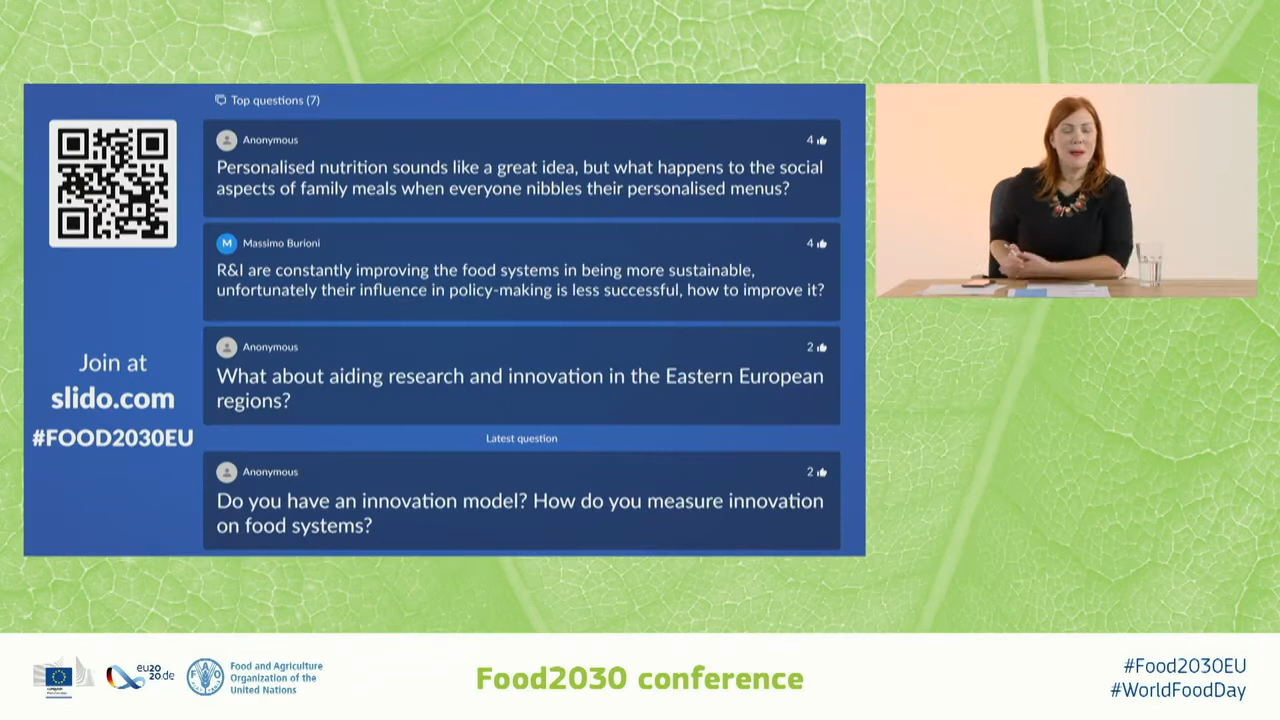 Top questions (7)
Anonymous
4
Personalised nutrition sounds like a great idea, but what happens to the social
aspects of family meals when everyone nibbles their personalised menus?
M
Massimo Burioni
4
R&I are constantly improving the food systems in being more sustainable,
unfortunately their influence in policy-making is less successful, how to improve it?
Anonymous
2
What about aiding research and innovation in the Eastern European
regions?
Latest question
Anonymous
2
Do you have an innovation model? How do you measure innovation
on food systems?
Join at
slido.com
#FOOD2030EU
eu20
20.de
Food and Agriculture
Organization of the
United Nations
Food2030 conference
#Food2030EU
#WorldFoodDay